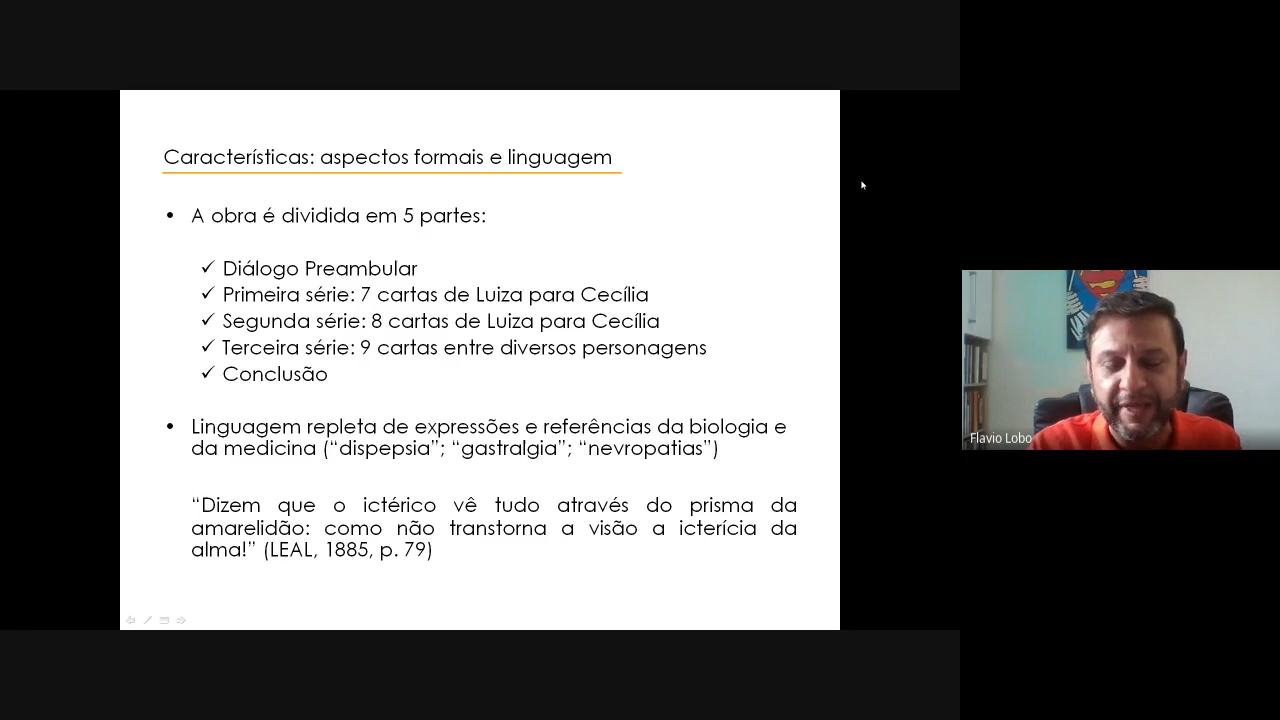 Características: aspectos formais e linguagem
• A obra é dividida em 5 partes:
✓ Diálogo Preambular
✓ Primeira série: 7 cartas de Luiza para Cecília
✓ Segunda série: 8 cartas de Luiza para Cecília
✓ Terceira série: 9 cartas entre diversos personagens
✓ Conclusão
• Linguagem repleta de expressões e referências da biologia e
da medicina (“dispepsia”; “gastralgia”; “nevropatias”)
“Dizem que o ictérico vê tudo através do prisma da
amarelidão: como não transtorna a visão a icterícia da
alma!” (LEAL, 1885, p. 79)
Flavio Lobo